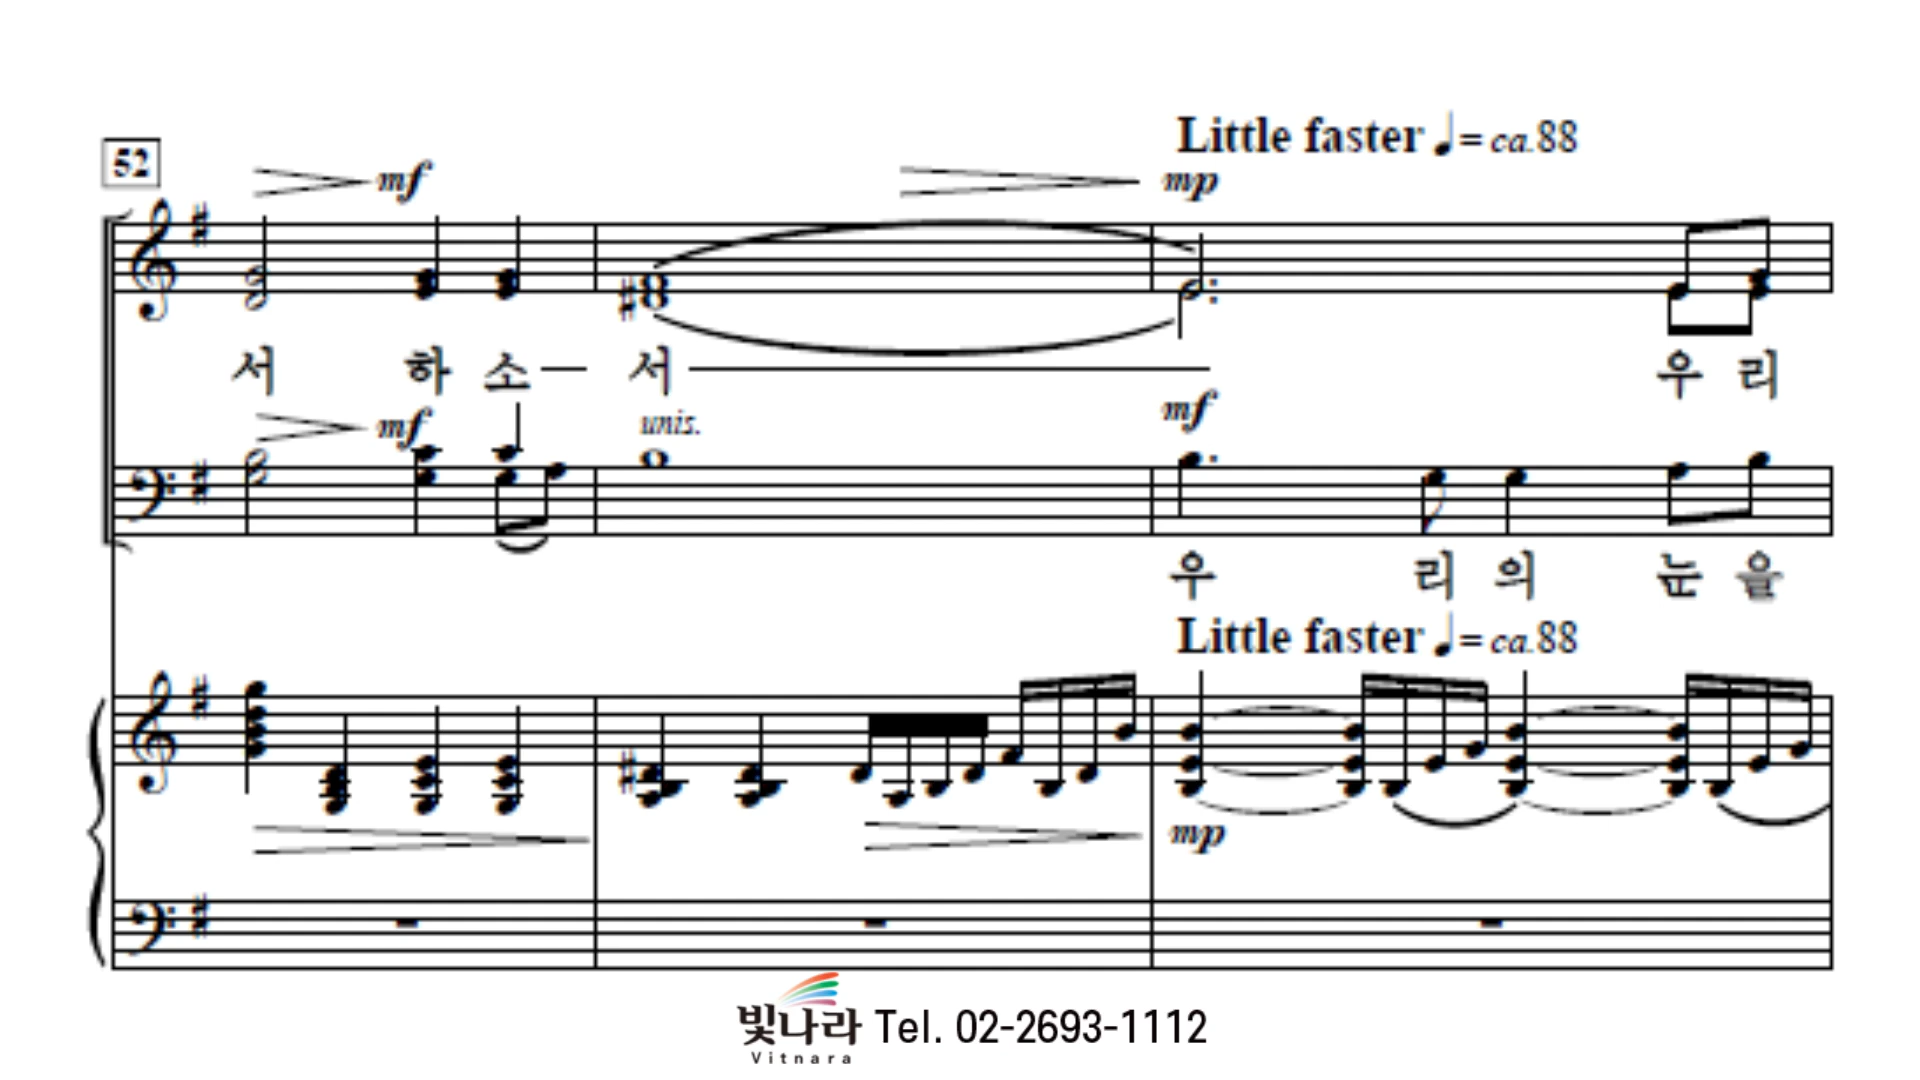 Little faster ♩= ca.88
52
mf
mp
서 하 소 서 우 리
mf
unis.
mf
우 리 의 눈 을
Little faster ♩= ca.88
mp
빛나라 Tel. 02-2693-1112
Vitnara